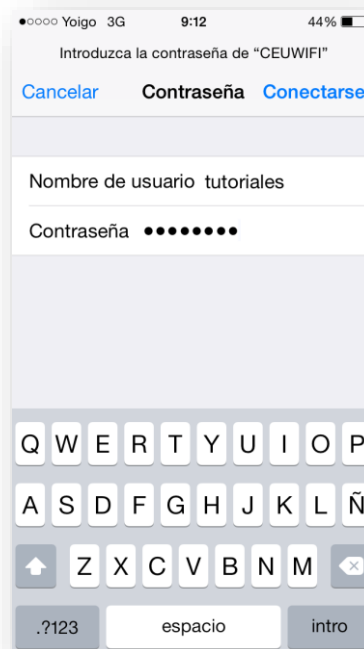 ●○○○○ Yoigo 3G 9:12 44%
Introduzca la contraseña de “CEUWIFI”
Cancelar Contraseña Conectarse
Nombre de usuario tutoriales
Contraseña ●●●●●●●●
Q W E R T Y U I O P
A S D F G H J K L Ñ
Z X C V B N M
.?123 espacio intro